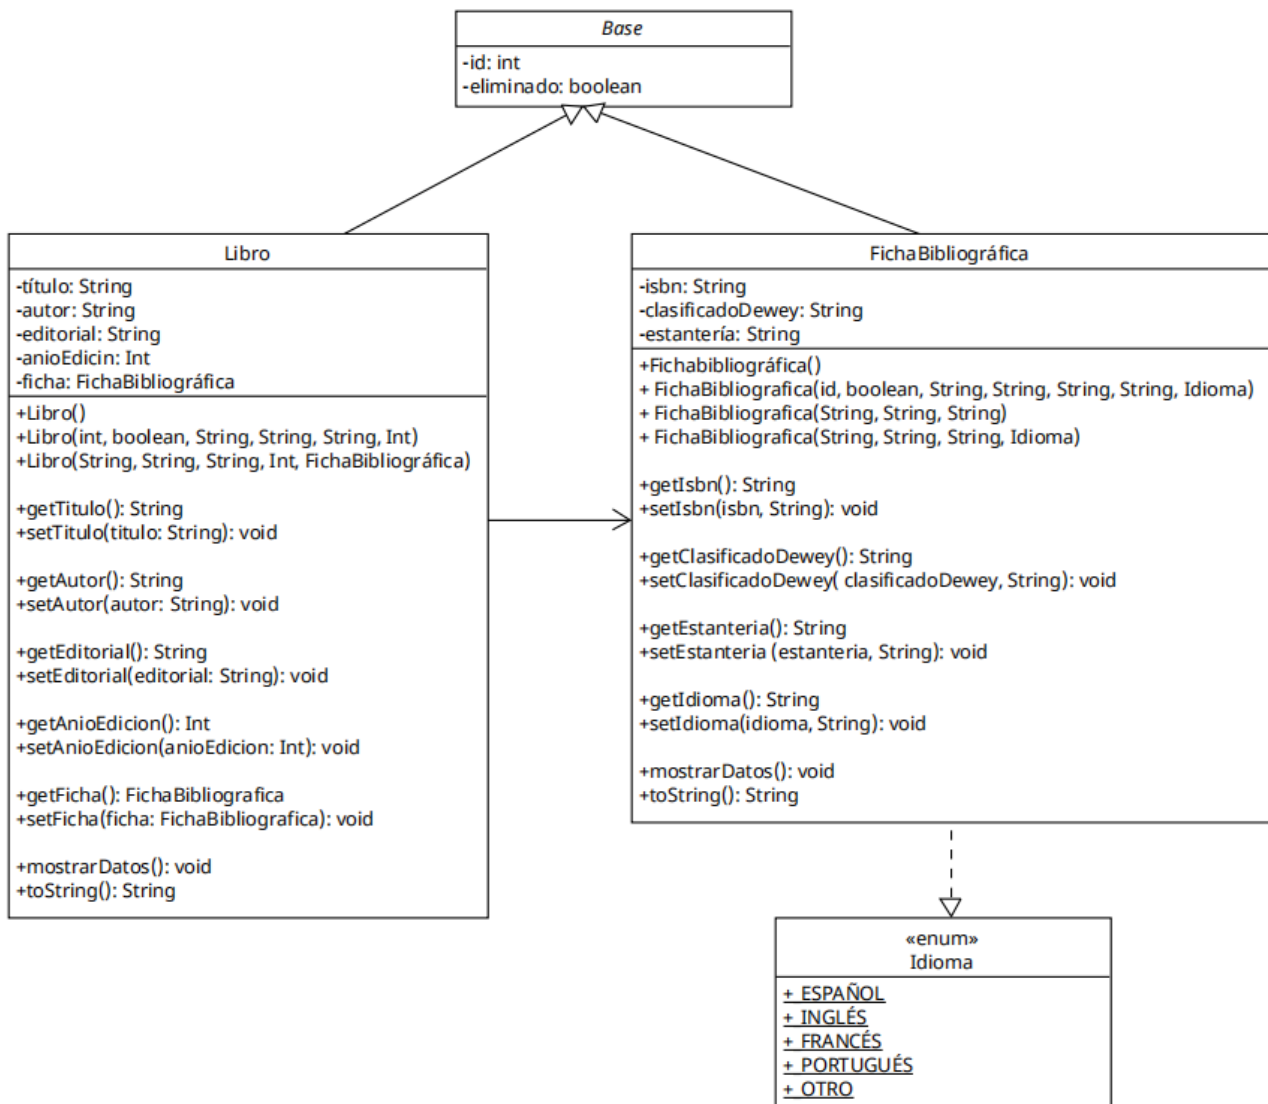 Base
-id: int
-eliminado: boolean
Libro
-título: String
-autor: String
-editorial: String
-anioEdicin: Int
-ficha: FichaBibliográfica
+Libro()
+Libro(int, boolean, String, String, String, Int)
+Libro(String, String, String, Int, FichaBibliográfica)
+getTitulo(): String
+setTitulo(titulo: String): void
+getAutor(): String
+setAutor(autor: String): void
+getEditorial(): String
+setEditorial(editorial: String): void
+getAnioEdicion(): Int
+setAnioEdicion(anioEdicion: Int): void
+getFicha(): FichaBibliografica
+setFicha(ficha: FichaBibliografica): void
+mostrarDatos(): void
+toString(): String
FichaBibliográfica
-isbn: String
-clasificadoDewey: String
-estantería: String
+Fichabibliográfica()
+ FichaBibliografica(id, boolean, String, String, String, String, Idioma)
+ FichaBibliografica(String, String, String)
+ FichaBibliografica(String, String, String, Idioma)
+getIsbn(): String
+setIsbn(isbn, String): void
+getClasificadoDewey(): String
+setClasificadoDewey( clasificadoDewey, String): void
+getEstanteria(): String
+setEstanteria (estanteria, String): void
+getIdioma(): String
+setIdioma(idioma, String): void
+mostrarDatos(): void
+toString(): String
«enum»
Idioma
+ ESPAÑOL
+ INGLÉS
+ FRANCÉS
+ PORTUGUÉS
+ OTRO